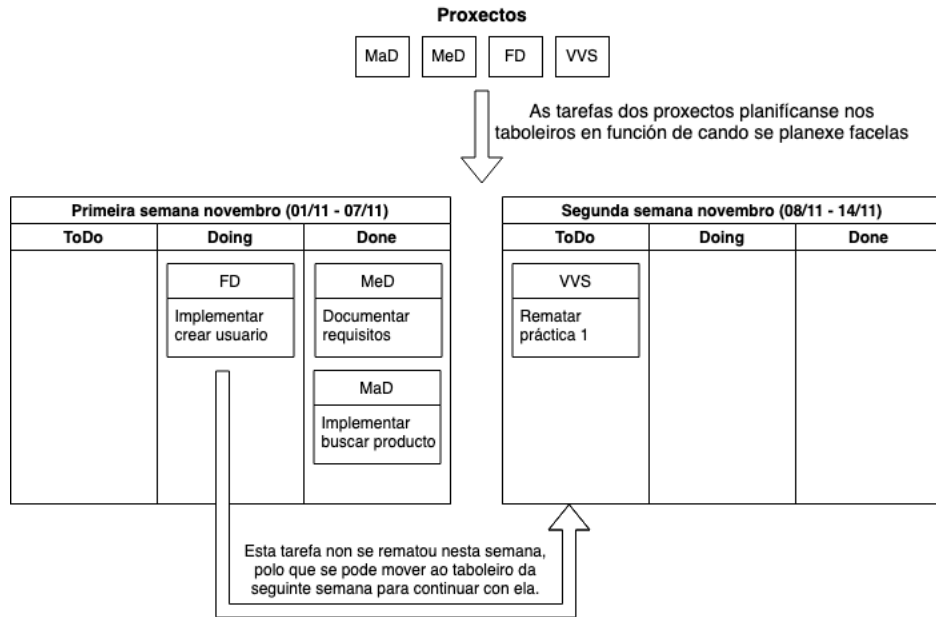 Proxectos
MaD
MeD
FD
VVS
As tarefas dos proxectos planifícanse nos
taboleiros en función de cando se planexe facelas
Primeira semana novembro (01/11 - 07/11)
ToDo
Doing
Done
FD
Implementar
crear usuario
MeD
Documentar
requisitos
MaD
Implementar
buscar producto
Segunda semana novembro (08/11 - 14/11)
ToDo
Doing
Done
VVS
Rematar
práctica 1
Esta tarefa non se rematou nesta semana,
polo que se pode mover ao taboleiro da
seguinte semana para continuar con ela.